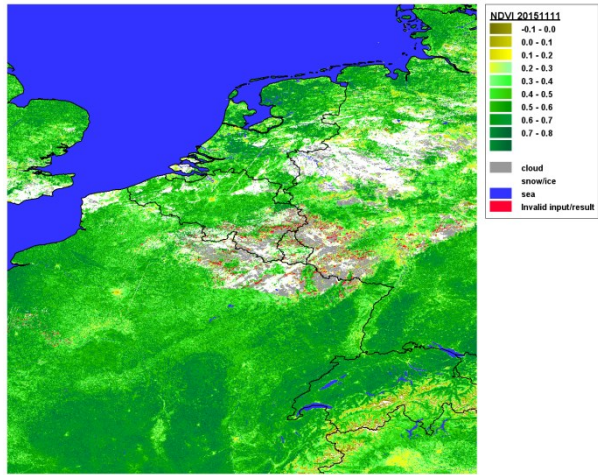 NDVI 20151111
-0.1 - 0.0
0.0 - 0.1
0.1 - 0.2
0.2 - 0.3
0.3 - 0.4
0.4 - 0.5
0.5 - 0.6
0.6 - 0.7
0.7 - 0.8
cloud
snow/ice
sea
Invalid input/result